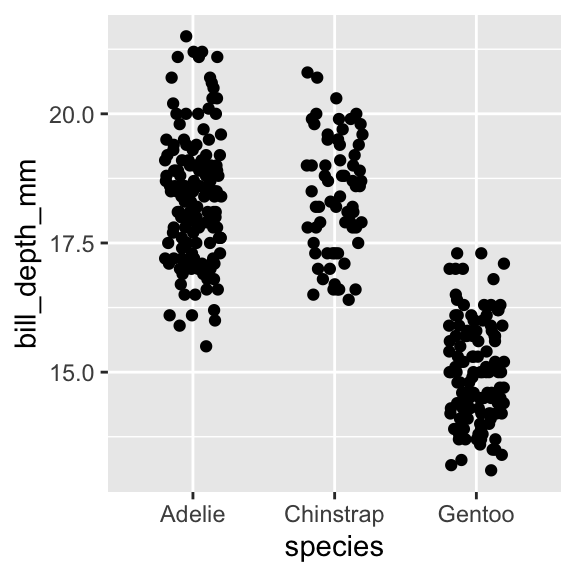 bill_depth_mm
20.0
17.5
15.0
Adelie Chinstrap Gentoo
species